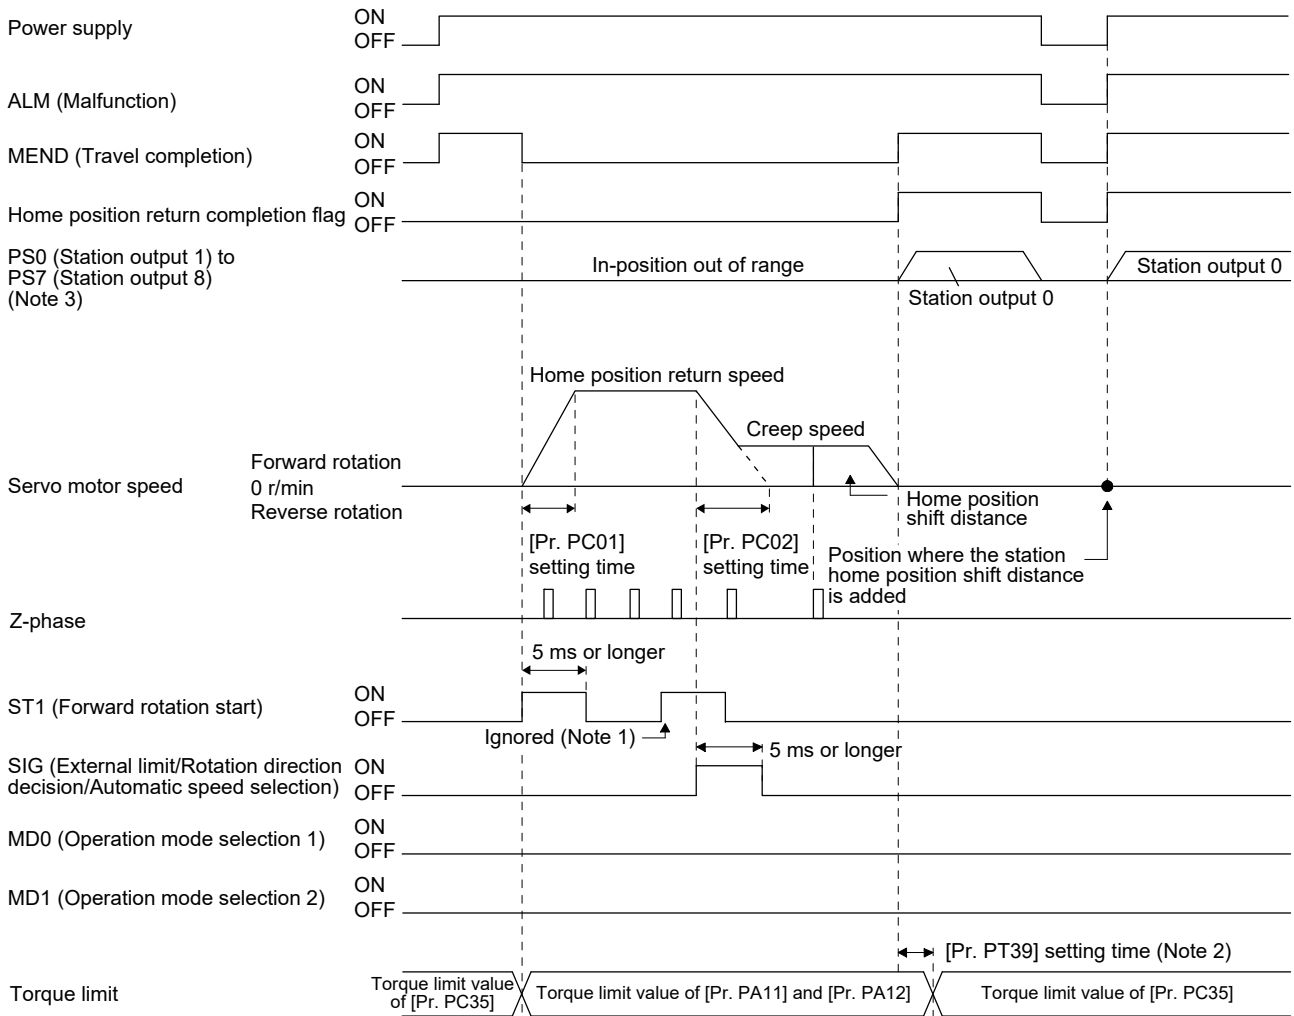 Power supply
ON
OFF
ALM (Malfunction)
ON
OFF
MEND (Travel completion)
ON
OFF
Home position return completion flag
ON
OFF
PS0 (Station output 1) to
PS7 (Station output 8)
(Note 3)
In-position out of range
Station output 0
Station output 0
Home position return speed
Creep speed
Servo motor speed
Forward rotation
0 r/min
Reverse rotation
Home position
shift distance
[Pr. PC01]
setting time
[Pr. PC02]
setting time
Position where the station
home position shift distance
is added
Z-phase
5 ms or longer
ST1 (Forward rotation start)
ON
OFF
Ignored (Note 1)
5 ms or longer
SIG (External limit/Rotation direction
decision/Automatic speed selection)
ON
OFF
MD0 (Operation mode selection 1)
ON
OFF
MD1 (Operation mode selection 2)
ON
OFF
[Pr. PT39] setting time (Note 2)
Torque limit
Torque limit value
of [Pr. PC35]
Torque limit value of [Pr. PA11] and [Pr. PA12]
Torque limit value of [Pr. PC35]